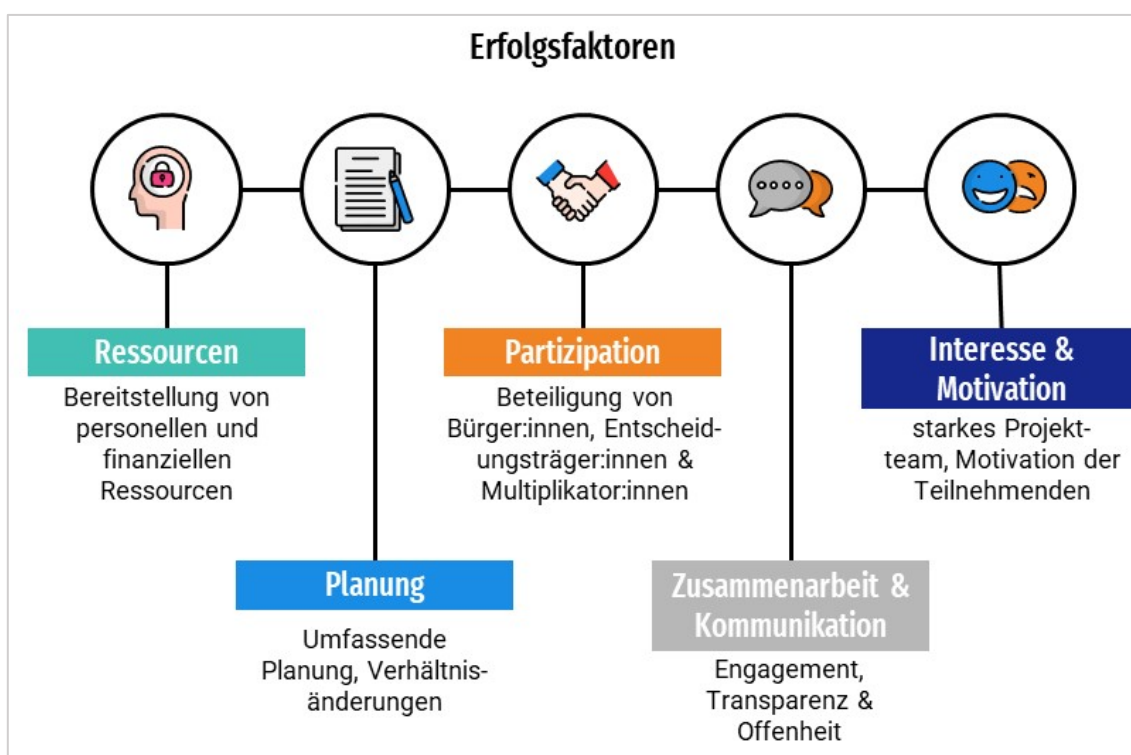 Erfolgsfaktoren
Ressourcen
Bereitstellung von
personellen und
finanziellen
Ressourcen
Planung
Umfassende
Planung, Verhältnis-
änderungen
Partizipation
Beteiligung von
Bürger:innen, Entscheid-
ungsträger:innen &
Multiplikator:innen
Zusammenarbeit &
Kommunikation
Engagement,
Transparenz &
Offenheit
Interesse &
Motivation
starkes Projekt-
team, Motivation der
Teilnehmenden